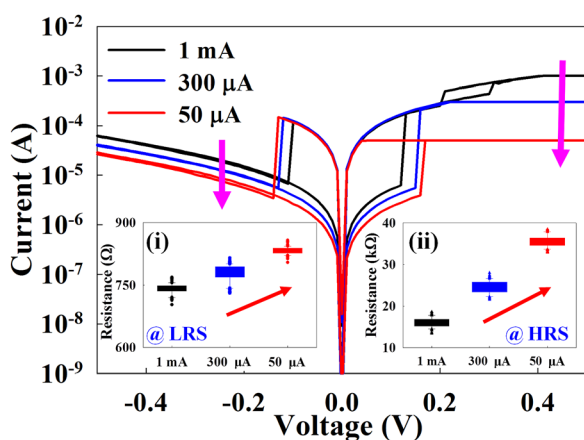 1 mA
300 μA
50 μA
Current (A)
10⁻²
10⁻³
10⁻⁴
10⁻⁵
10⁻⁶
10⁻⁷
10⁻⁸
10⁻⁹
(i)
Resistance (Ω)
900
750
600
@ LRS
1 mA 300 μA 50 μA
(ii)
Resistance (kΩ)
40
30
20
10
@ HRS
1 mA 300 μA 50 μA
-0.4 -0.2 0.0 0.2 0.4
Voltage (V)